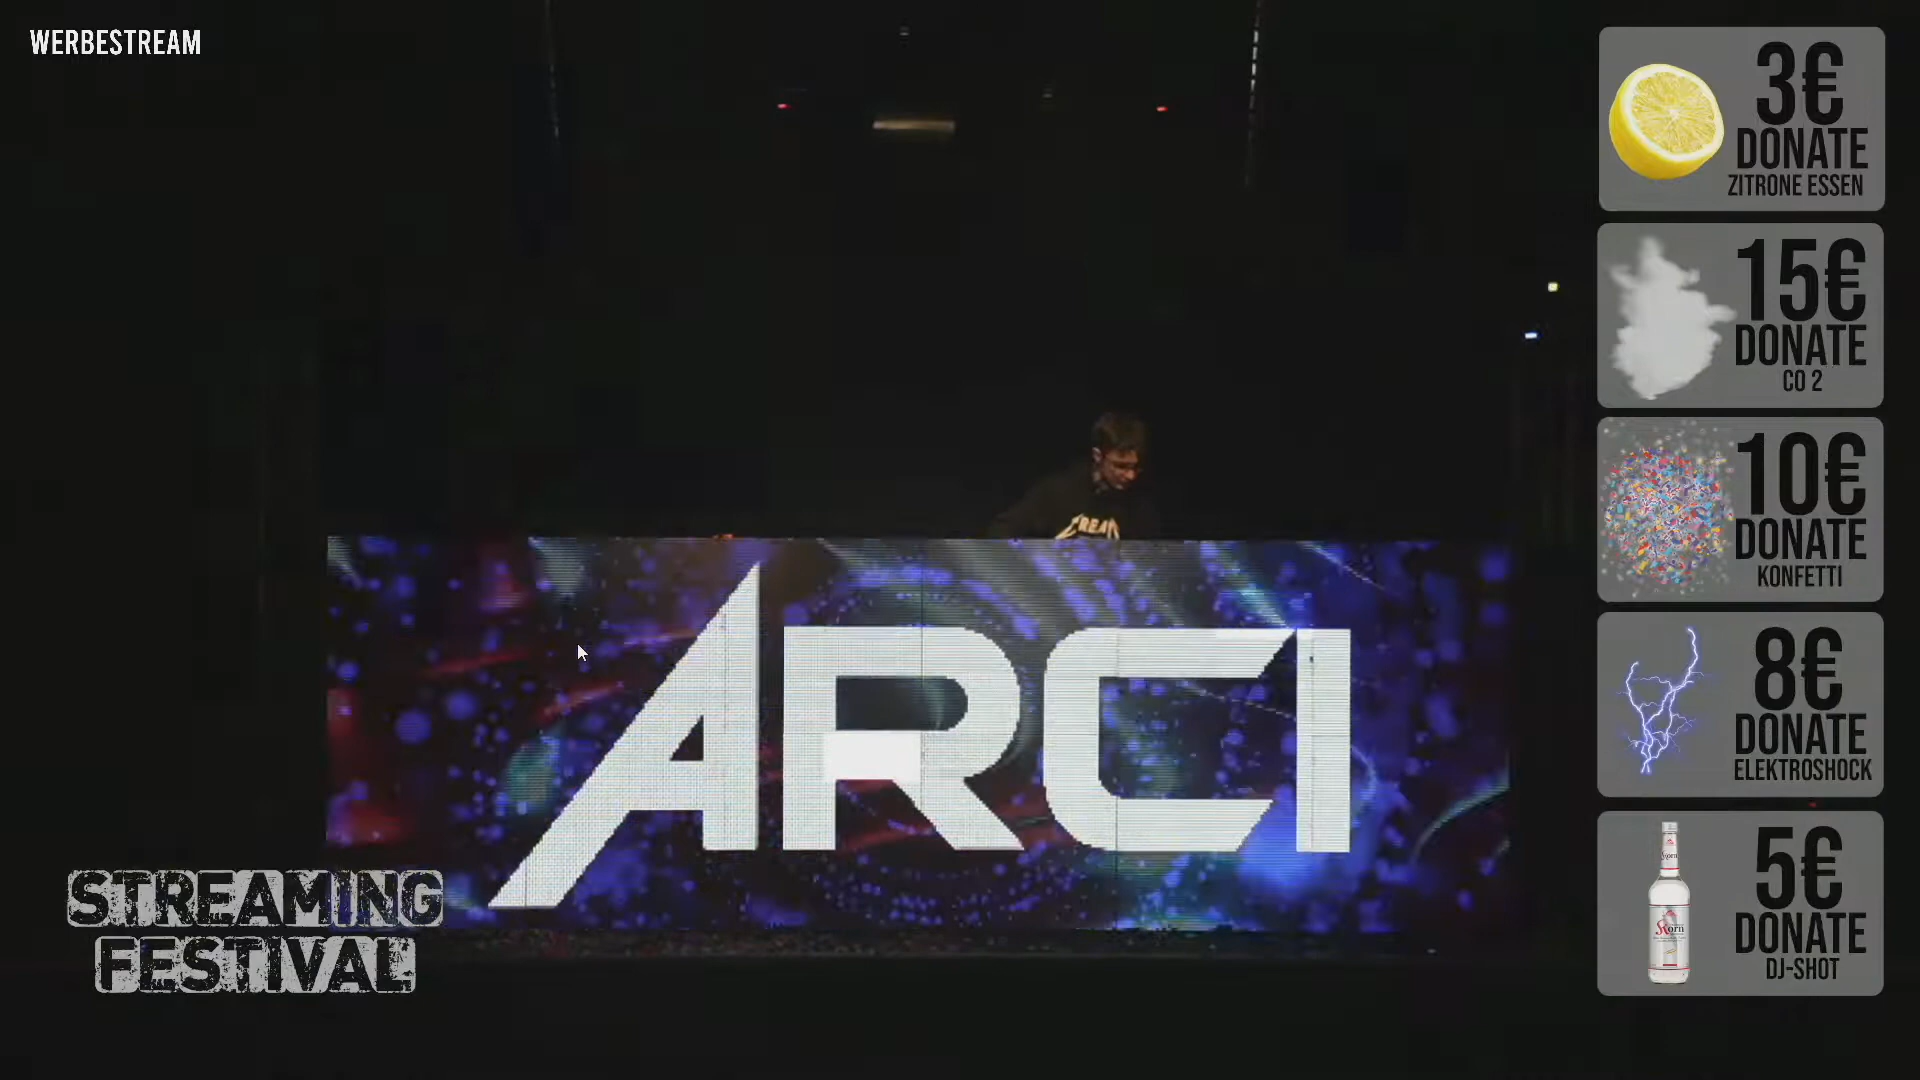 WERBESTREAM
3€
DONATE
ZITRONE ESSEN
15€
DONATE
CO 2
10€
DONATE
KONFETTI
8€
DONATE
ELEKTROSHOCK
5€
DONATE
DJ-SHOT
Korn
ARCI
STREAMING
FESTIVAL